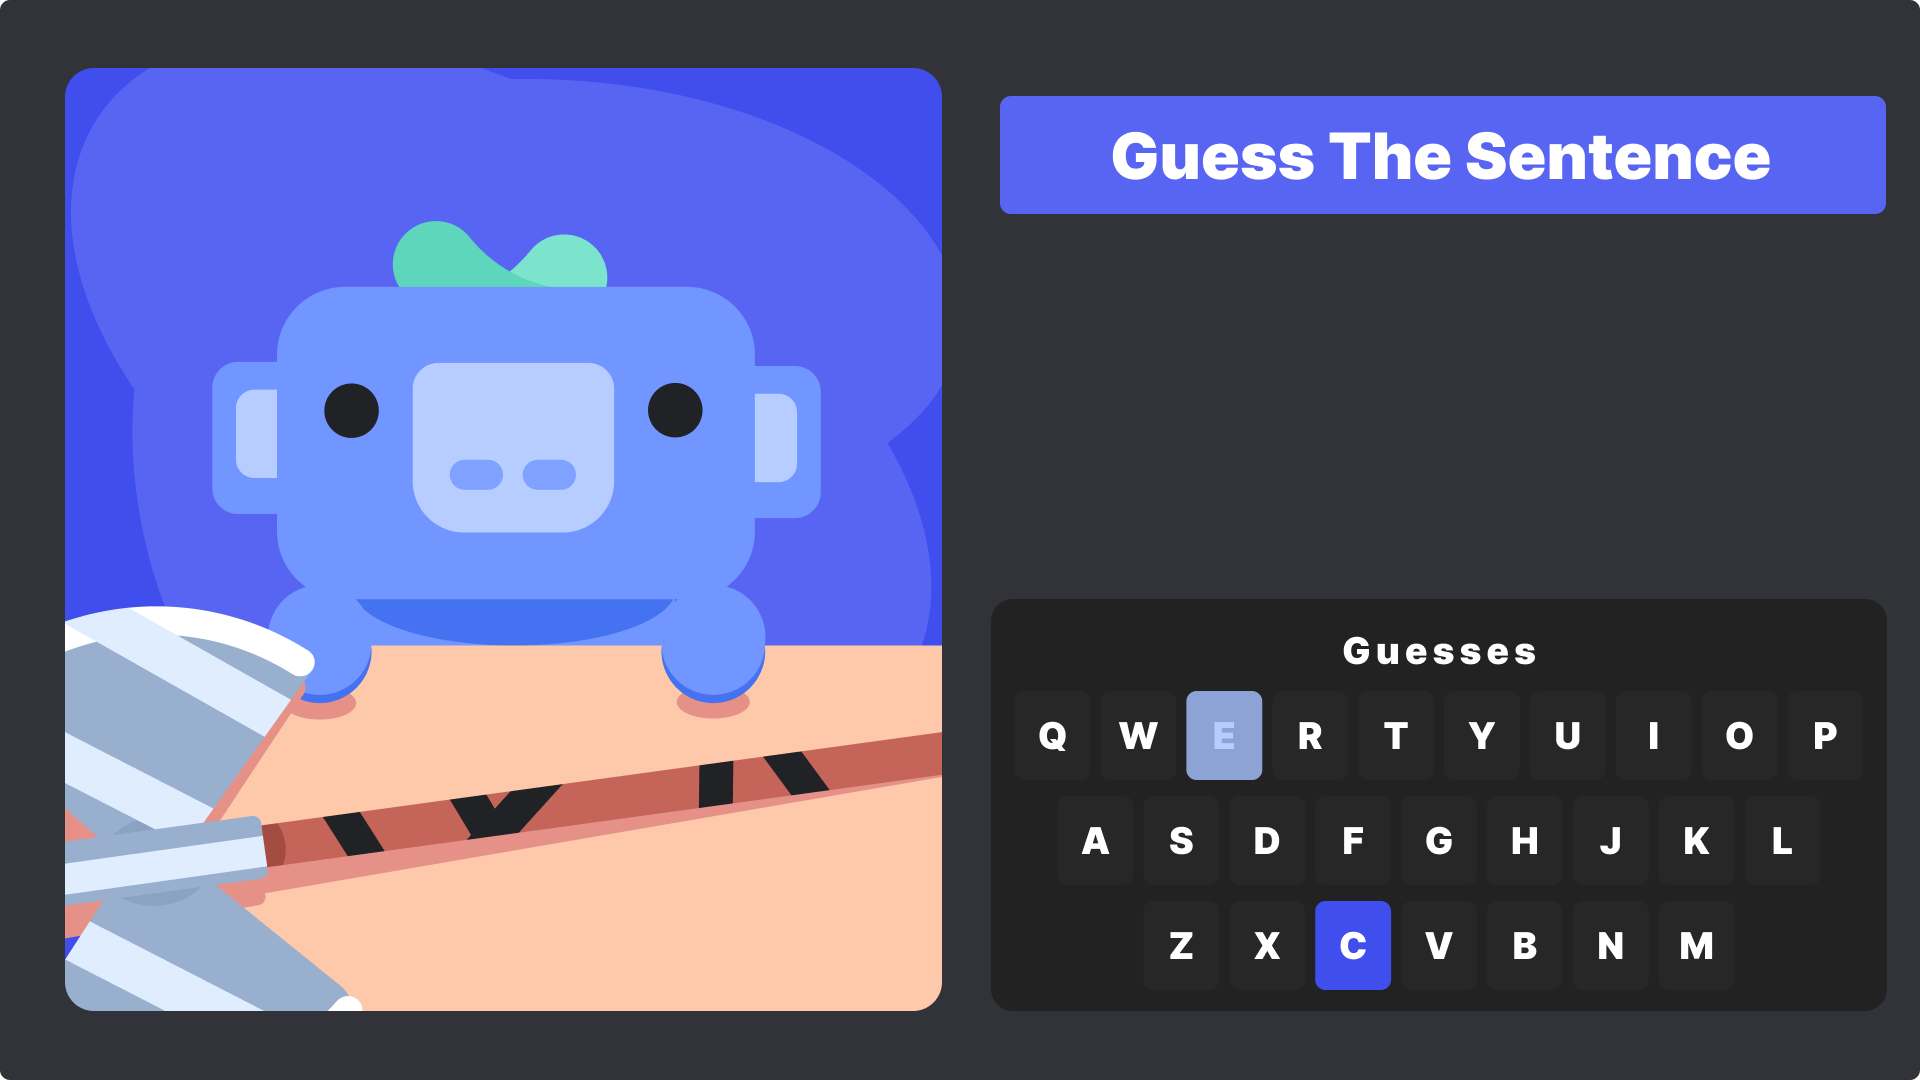 Guess The Sentence
Guesses
Q W E R T Y U I O P
A S D F G H J K L
Z X C V B N M